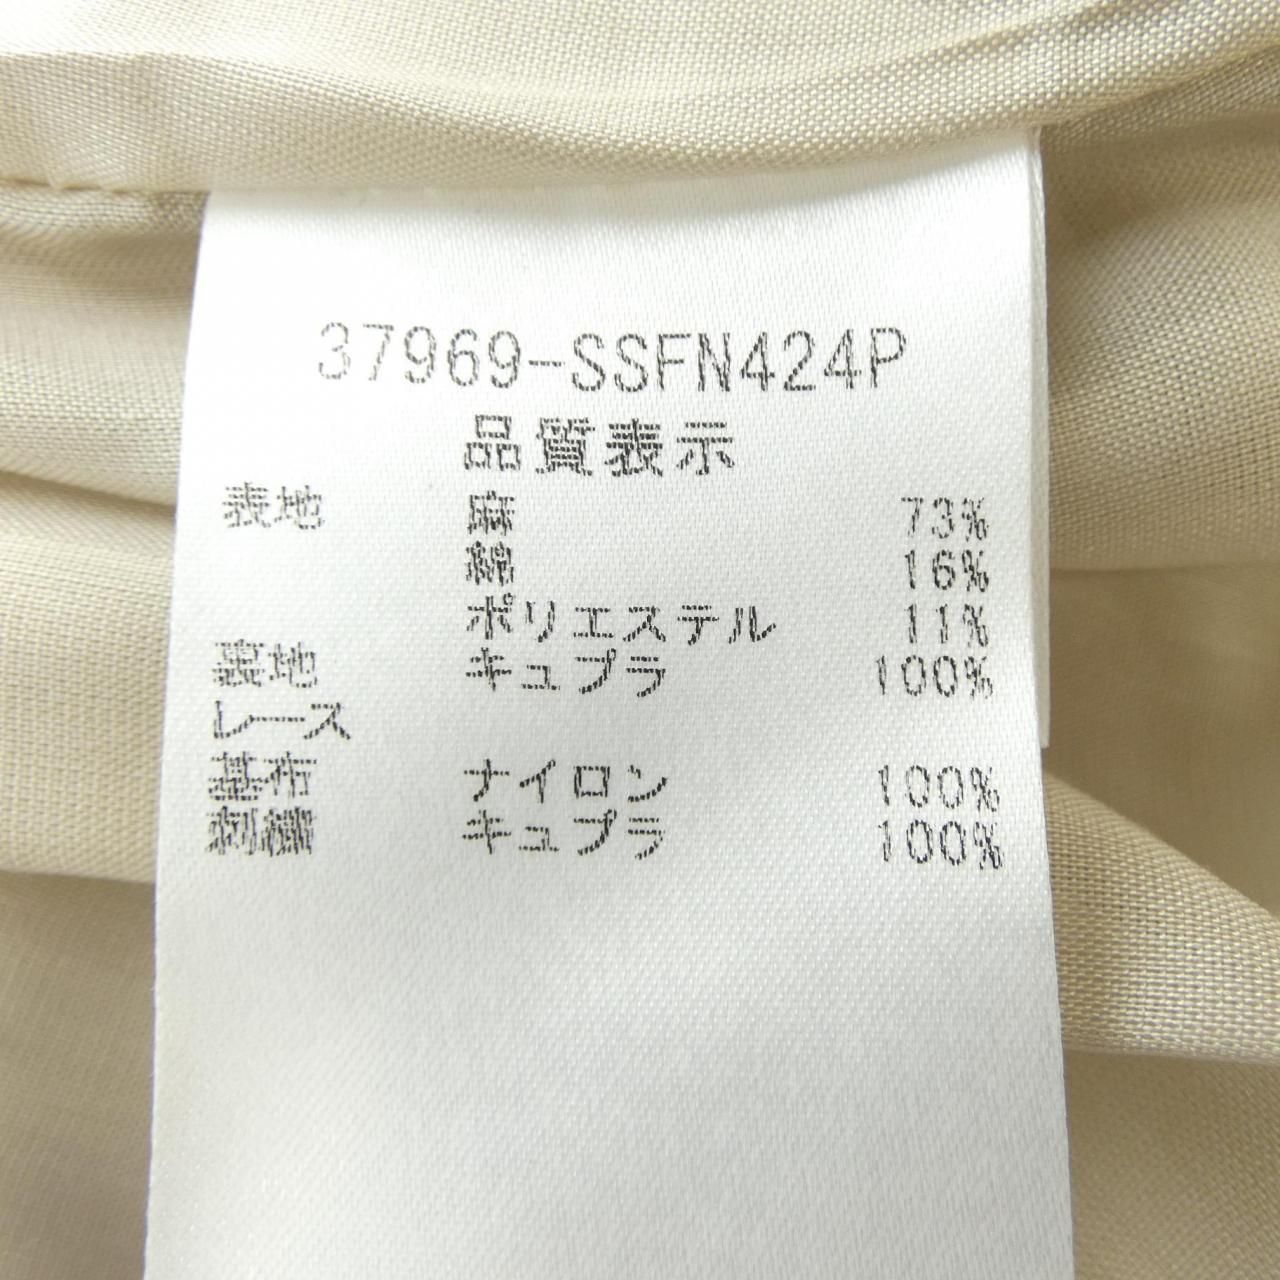 37969-SSFN424P
品質表示
表地 麻 73%
綿 16%
ポリエステル 11%
裏地 キュプラ 100%
レース
基布 ナイロン 100%
刺繍 キュプラ 100%